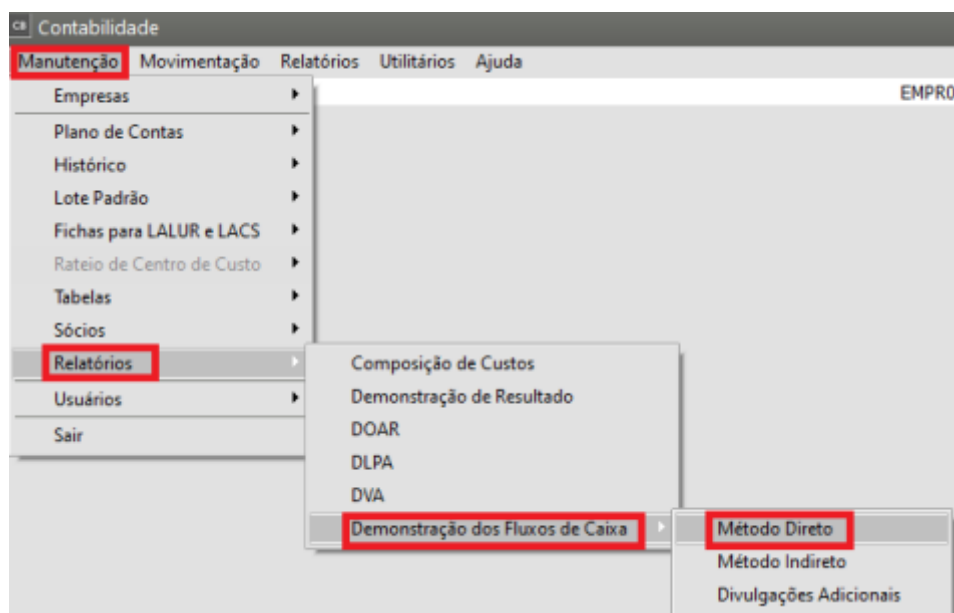 CB Contabilidade
Manutenção Movimentação Relatórios Utilitários Ajuda
Empresas
EMPR0
Plano de Contas
Histórico
Lote Padrão
Fichas para LALUR e LACS
Rateio de Centro de Custo
Tabelas
Sócios
Relatórios
Composição de Custos
Usuários
Demonstração de Resultado
Sair
DOAR
DLPA
DVA
Demonstração dos Fluxos de Caixa
Método Direto
Método Indireto
Divulgações Adicionais